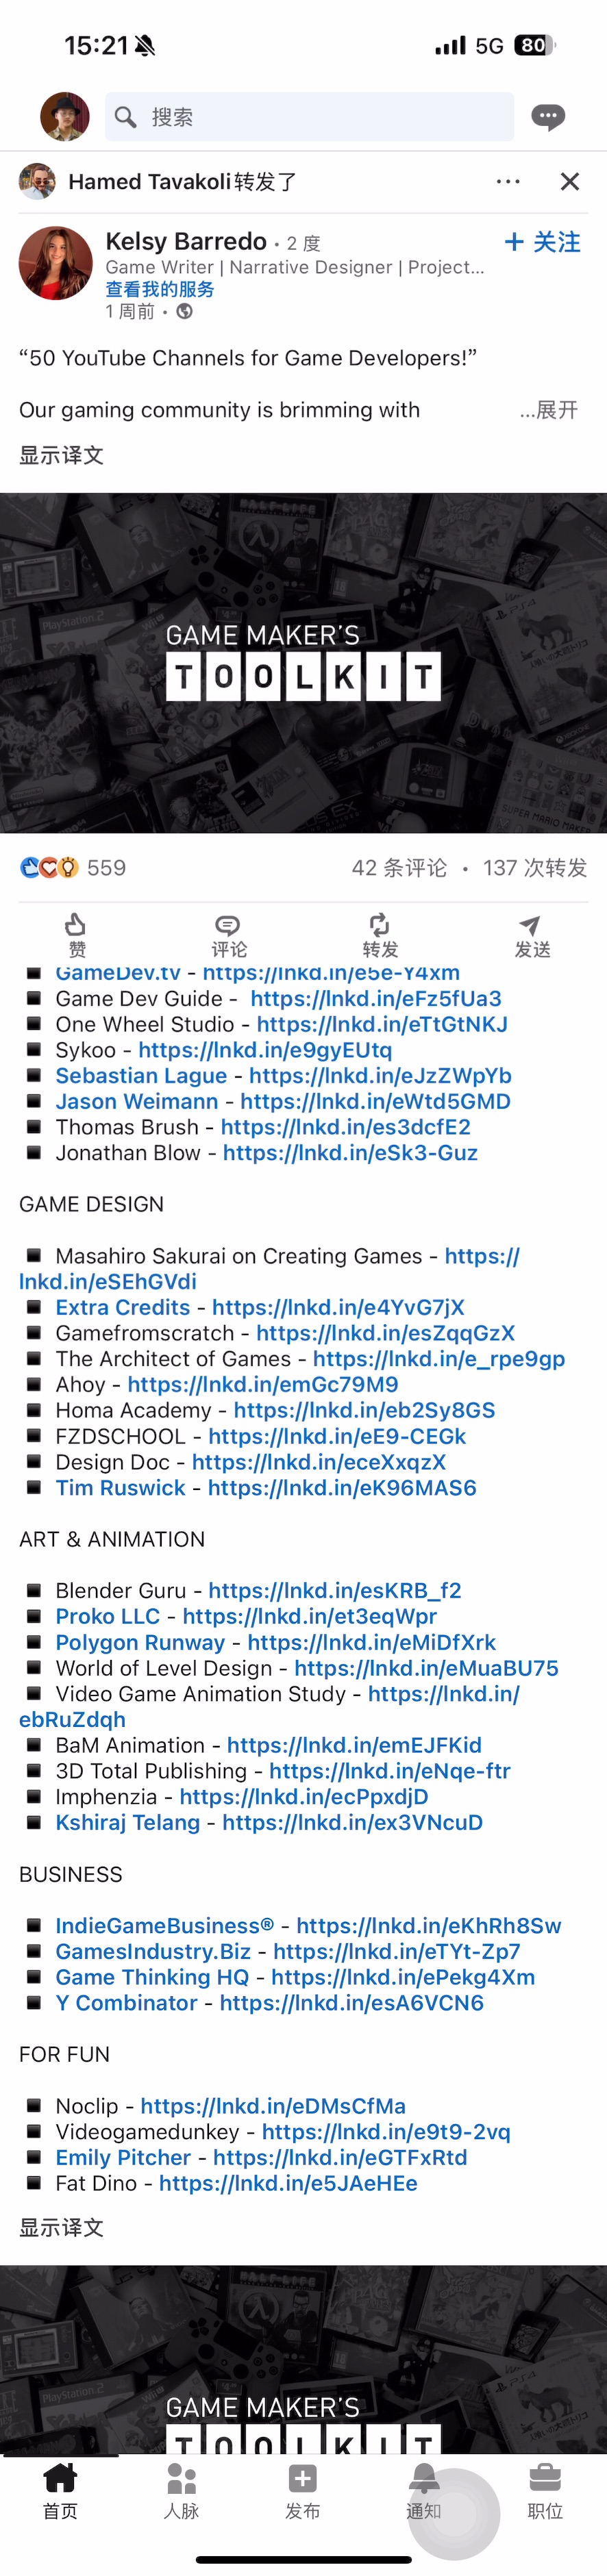 15:21
5G 80
搜索
Hamed Tavakoli转发了
Kelsy Barredo · 2 度
+ 关注
Game Writer | Narrative Designer | Project...
查看我的服务
1 周前 ·
“50 YouTube Channels for Game Developers!”
Our gaming community is brimming with ...展开
显示译文
GAME MAKER'S
TOOLKIT
559
42 条评论 · 137 次转发
赞 评论 转发 发送
◾ GameDev.tv - https://lnkd.in/e5e-Y4xm
◾ Game Dev Guide - https://lnkd.in/eFz5fUa3
◾ One Wheel Studio - https://lnkd.in/eTtGtNKJ
◾ Sykoo - https://lnkd.in/e9gyEUtq
◾ Sebastian Lague - https://lnkd.in/eJzZWpYb
◾ Jason Weimann - https://lnkd.in/eWtd5GMD
◾ Thomas Brush - https://lnkd.in/es3dcfE2
◾ Jonathan Blow - https://lnkd.in/eSk3-Guz
GAME DESIGN
◾ Masahiro Sakurai on Creating Games - https://
lnkd.in/eSEhGVdi
◾ Extra Credits - https://lnkd.in/e4YvG7jX
◾ Gamefromscratch - https://lnkd.in/esZqqGzX
◾ The Architect of Games - https://lnkd.in/e_rpe9gp
◾ Ahoy - https://lnkd.in/emGc79M9
◾ Homa Academy - https://lnkd.in/eb2Sy8GS
◾ FZDSCHOOL - https://lnkd.in/eE9-CEGk
◾ Design Doc - https://lnkd.in/eceXxqzX
◾ Tim Ruswick - https://lnkd.in/eK96MAS6
ART & ANIMATION
◾ Blender Guru - https://lnkd.in/esKRB_f2
◾ Proko LLC - https://lnkd.in/et3eqWpr
◾ Polygon Runway - https://lnkd.in/eMiDfXrk
◾ World of Level Design - https://lnkd.in/eMuaBU75
◾ Video Game Animation Study - https://lnkd.in/
ebRuZdqh
◾ BaM Animation - https://lnkd.in/emEJFKid
◾ 3D Total Publishing - https://lnkd.in/eNqe-ftr
◾ Imphenzia - https://lnkd.in/ecPpxdjD
◾ Kshiraj Telang - https://lnkd.in/ex3VNcuD
BUSINESS
◾ IndieGameBusiness® - https://lnkd.in/eKhRh8Sw
◾ GamesIndustry.Biz - https://lnkd.in/eTYt-Zp7
◾ Game Thinking HQ - https://lnkd.in/ePekg4Xm
◾ Y Combinator - https://lnkd.in/esA6VCN6
FOR FUN
◾ Noclip - https://lnkd.in/eDMsCfMa
◾ Videogamedunkey - https://lnkd.in/e9t9-2vq
◾ Emily Pitcher - https://lnkd.in/eGTFxRtd
◾ Fat Dino - https://lnkd.in/e5JAeHEe
显示译文
GAME MAKER'S
TOOLKIT
首页 人脉 发布 通知 职位